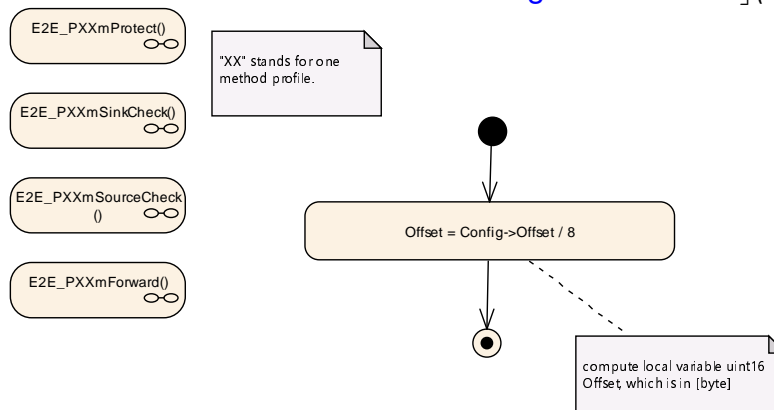 E2E_PXXmProtect()
"XX" stands for one
method profile.
E2E_PXXmSinkCheck()
E2E_PXXmSourceCheck
()
Offset = Config->Offset / 8
E2E_PXXmForward()
compute local variable uint16
Offset, which is in [byte]